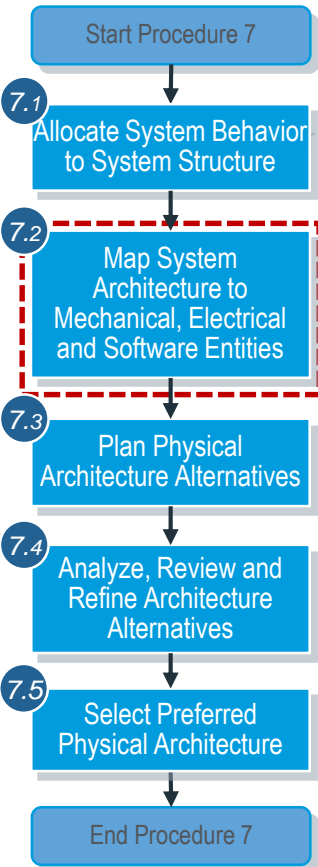 Start Procedure 7
7.1
Allocate System Behavior
to System Structure
7.2
Map System
Architecture to
Mechanical, Electrical
and Software Entities
7.3
Plan Physical
Architecture Alternatives
7.4
Analyze, Review and
Refine Architecture
Alternatives
7.5
Select Preferred
Physical Architecture
End Procedure 7